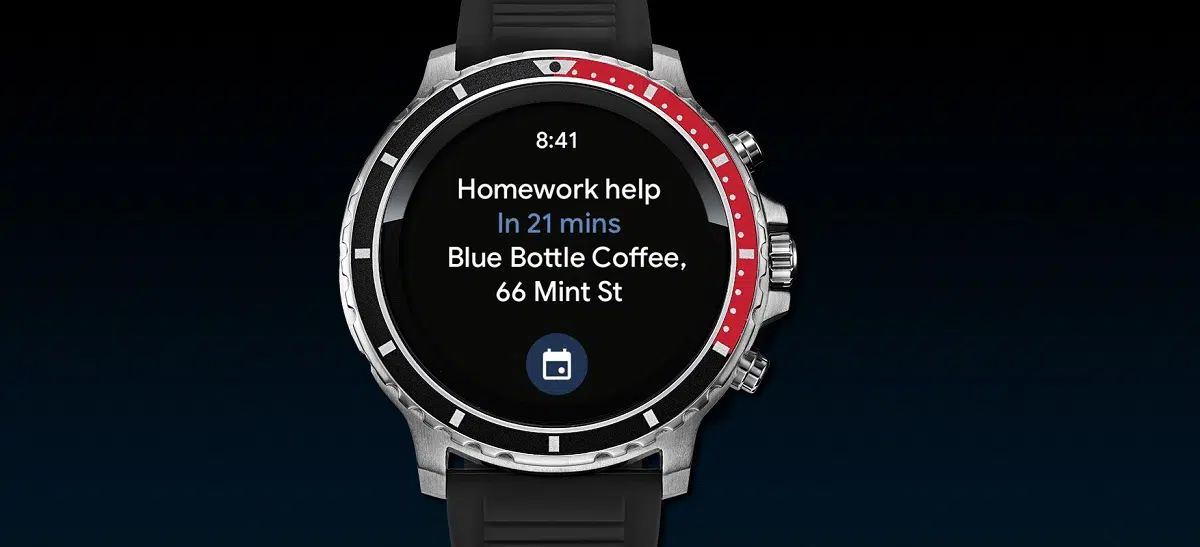 8:41
Homework help
In 21 mins
Blue Bottle Coffee,
66 Mint St